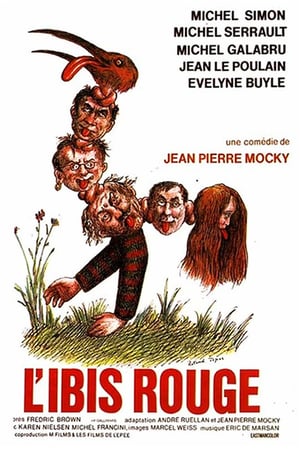 MICHEL SIMON
MICHEL SERRAULT
MICHEL GALABRU
JEAN LE POULAIN
EVELYNE BUYLE
une comédie de
JEAN PIERRE MOCKY
L'IBIS ROUGE
FREDRIC BROWN adaptation ANDRE RUELLAN et JEAN PIERRE MOCKY
KAREN NIELSEN MICHEL FRANCINI, images MARCEL WEISS musique ERIC DE MARSAN
coproduction M FILMS & LES FILMS DE L'EPEE EASTMANCOLOR